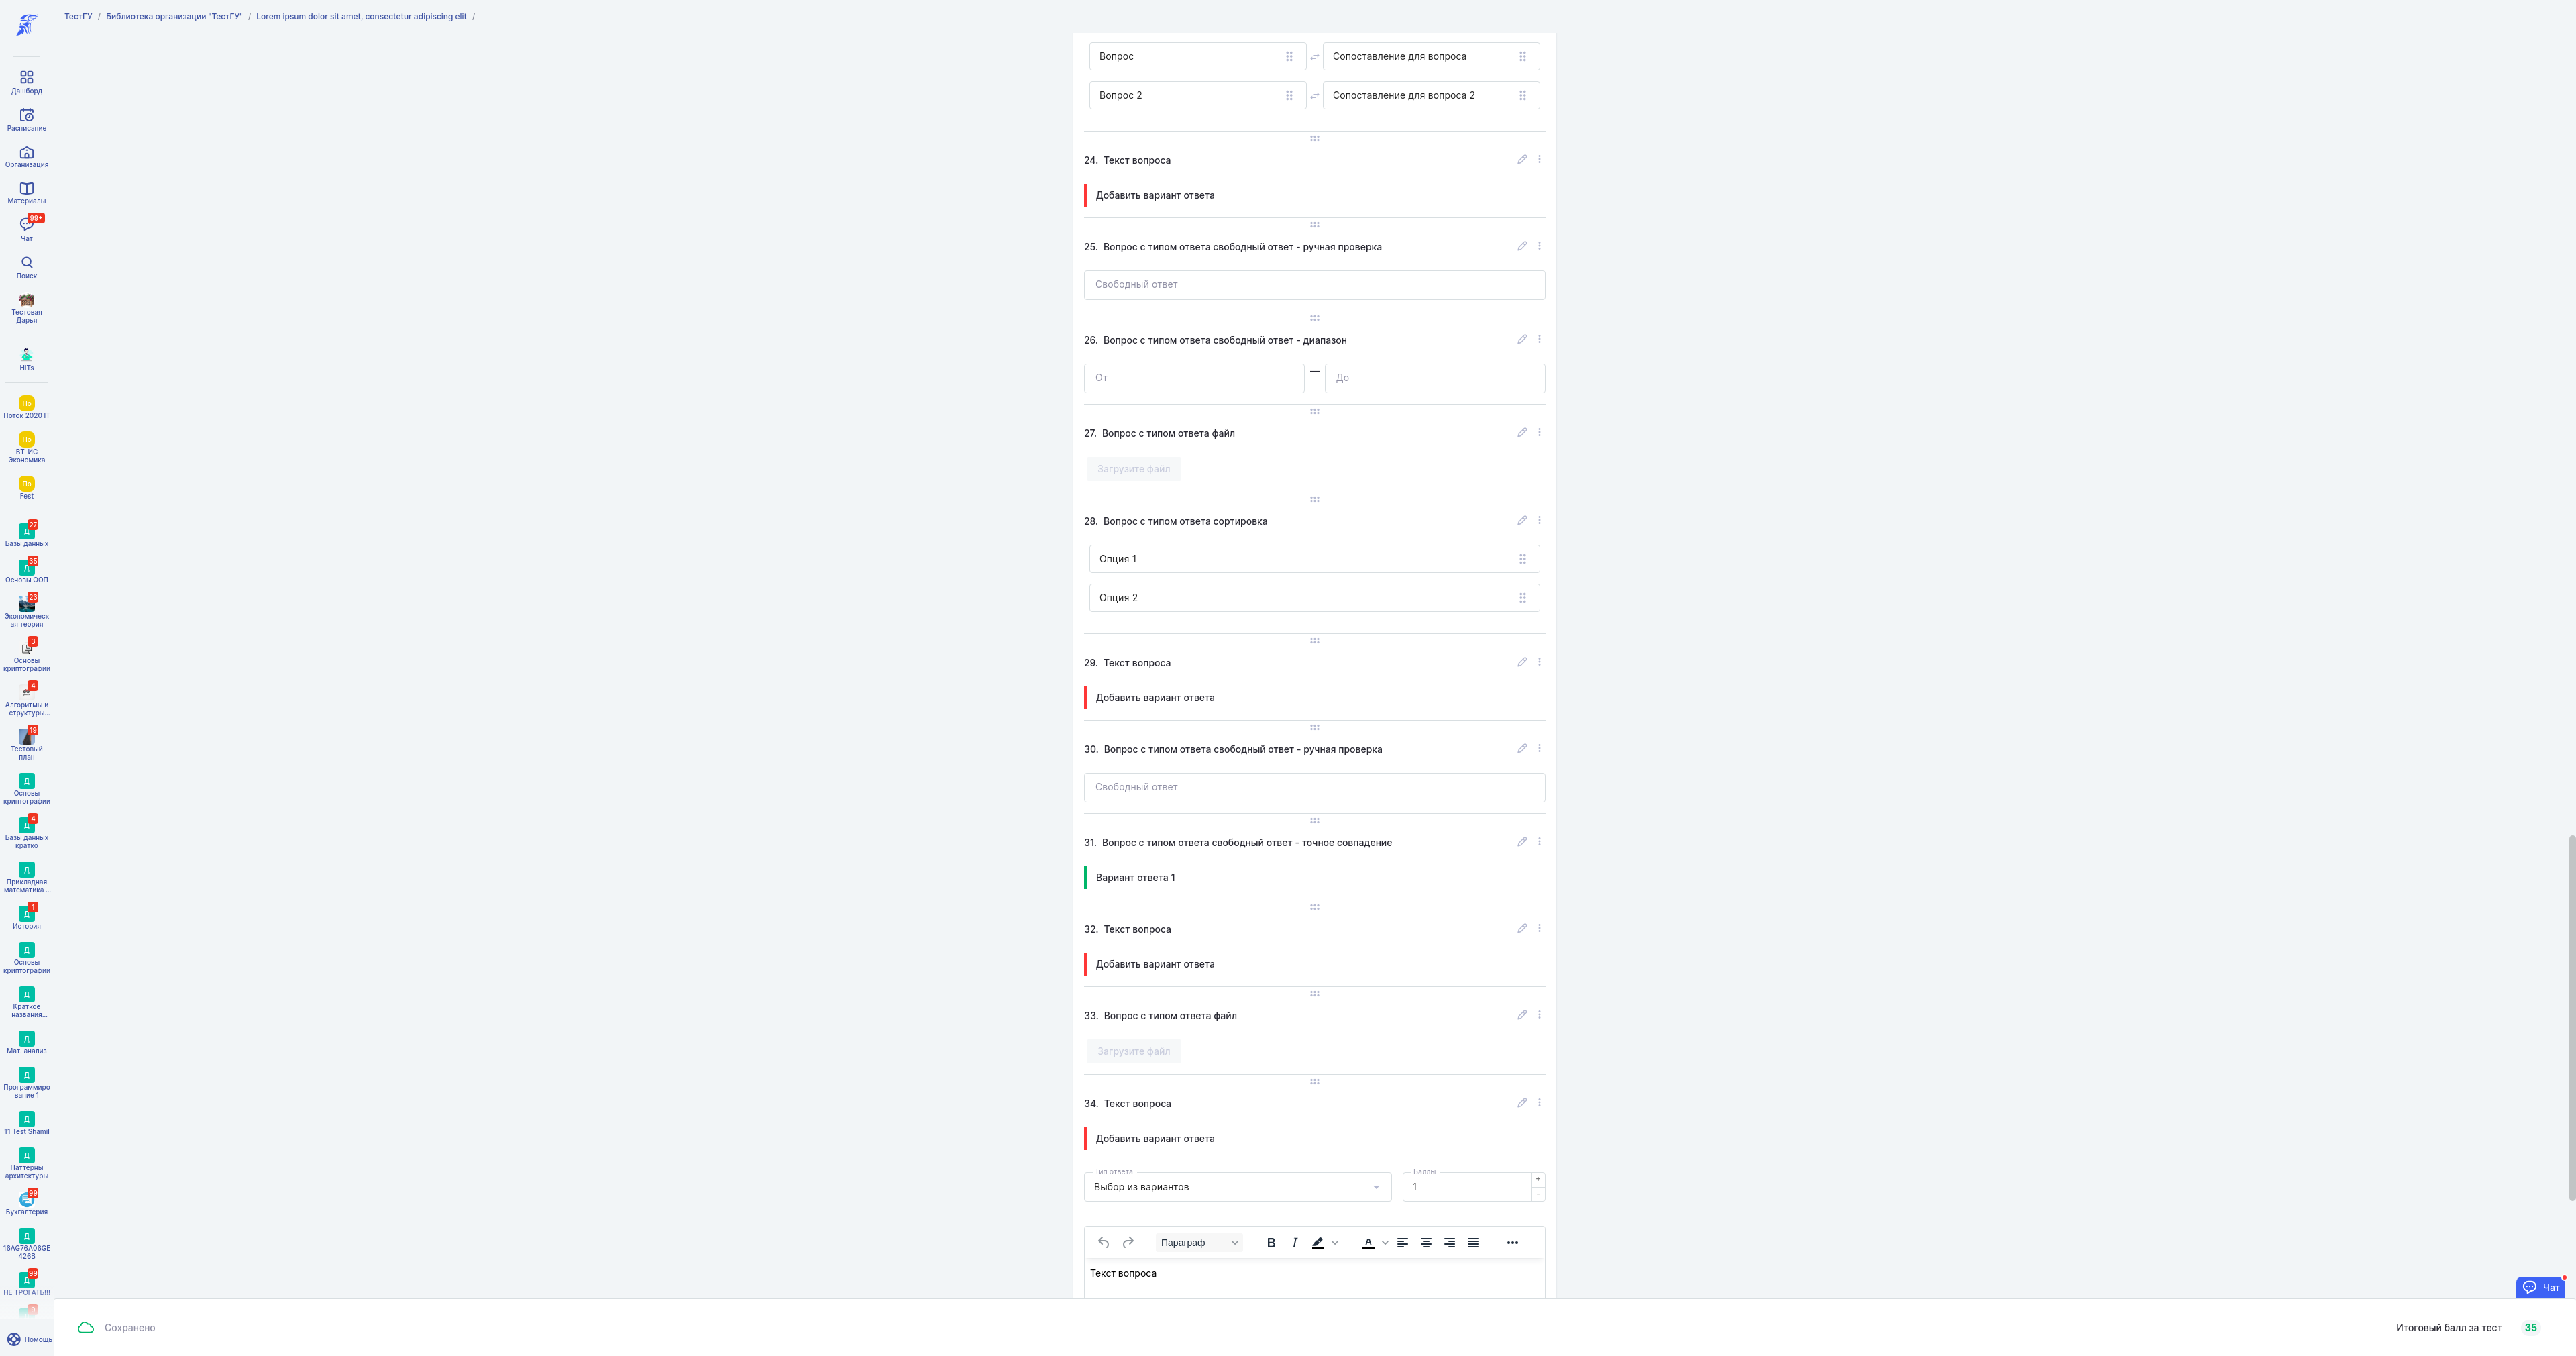 ТестГУ / Библиотека организации "ТестГУ" / Lorem ipsum dolor sit amet, consectetur adipiscing elit /
Дашборд
Расписание
Организация
Материалы
99+
Чат
Поиск
Тестовая
Дарья
HITs
По
Поток 2020 IT
По
ВТ-ИС
Экономика
По
Fest
27
Д
Базы данных
35
Д
Основы ООП
23
Экономическ
ая теория
3
Основы
криптографии
4
Алгоритмы и
структуры...
19
Тестовый
план
Д
Основы
криптографии
4
Д
Базы данных
кратко
Д
Прикладная
математика ...
1
Д
История
Д
Основы
криптографии
Д
Краткое
названия...
Д
Мат. анализ
Д
Программиро
вание 1
Д
11 Test Shamil
Д
Паттерны
архитектуры
99
Бухгалтерия
Д
16AG76A06GE
426B
99
Д
НЕ ТРОГАТЬ!!!
Помощь
Вопрос
Сопоставление для вопроса
Вопрос 2
Сопоставление для вопроса 2
24. Текст вопроса
Добавить вариант ответа
25. Вопрос с типом ответа свободный ответ - ручная проверка
Свободный ответ
26. Вопрос с типом ответа свободный ответ - диапазон
От — До
27. Вопрос с типом ответа файл
Загрузите файл
28. Вопрос с типом ответа сортировка
Опция 1
Опция 2
29. Текст вопроса
Добавить вариант ответа
30. Вопрос с типом ответа свободный ответ - ручная проверка
Свободный ответ
31. Вопрос с типом ответа свободный ответ - точное совпадение
Вариант ответа 1
32. Текст вопроса
Добавить вариант ответа
33. Вопрос с типом ответа файл
Загрузите файл
34. Текст вопроса
Добавить вариант ответа
Тип ответа
Выбор из вариантов
Баллы
1
+
-
Параграф B I A
Текст вопроса
Чат
Сохранено
Итоговый балл за тест 35